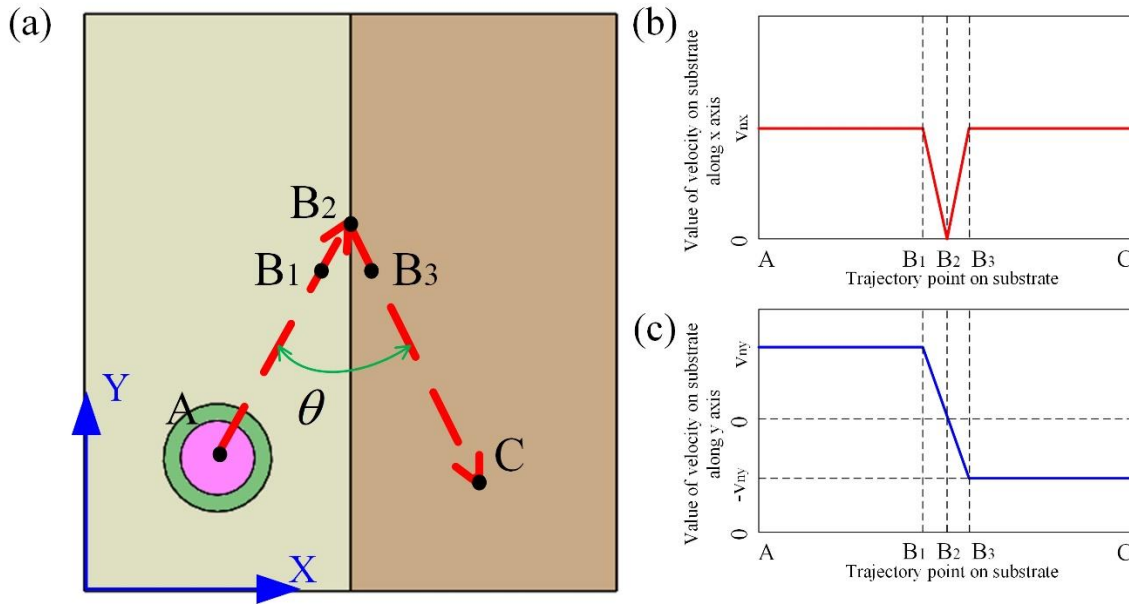 (a)
B2
B1
B3
A
θ
C
Y
X
(b)
Value of velocity on substrate
along x axis
Vnx
0
A
B1
B2
B3
C
Trajectory point on substrate
(c)
Value of velocity on substrate
along y axis
Vny
0
-Vny
0
A
B1
B2
B3
C
Trajectory point on substrate